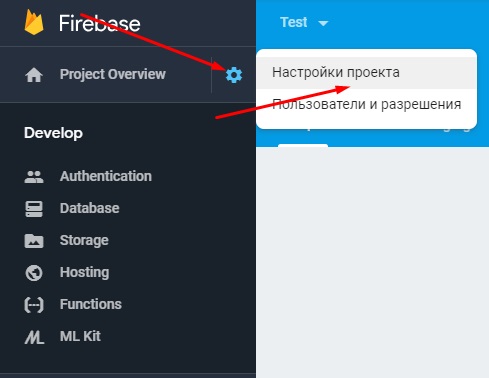 Firebase
Test
Project Overview
Настройки проекта
Пользователи и разрешения
Develop
Authentication
Database
Storage
Hosting
Functions
ML Kit